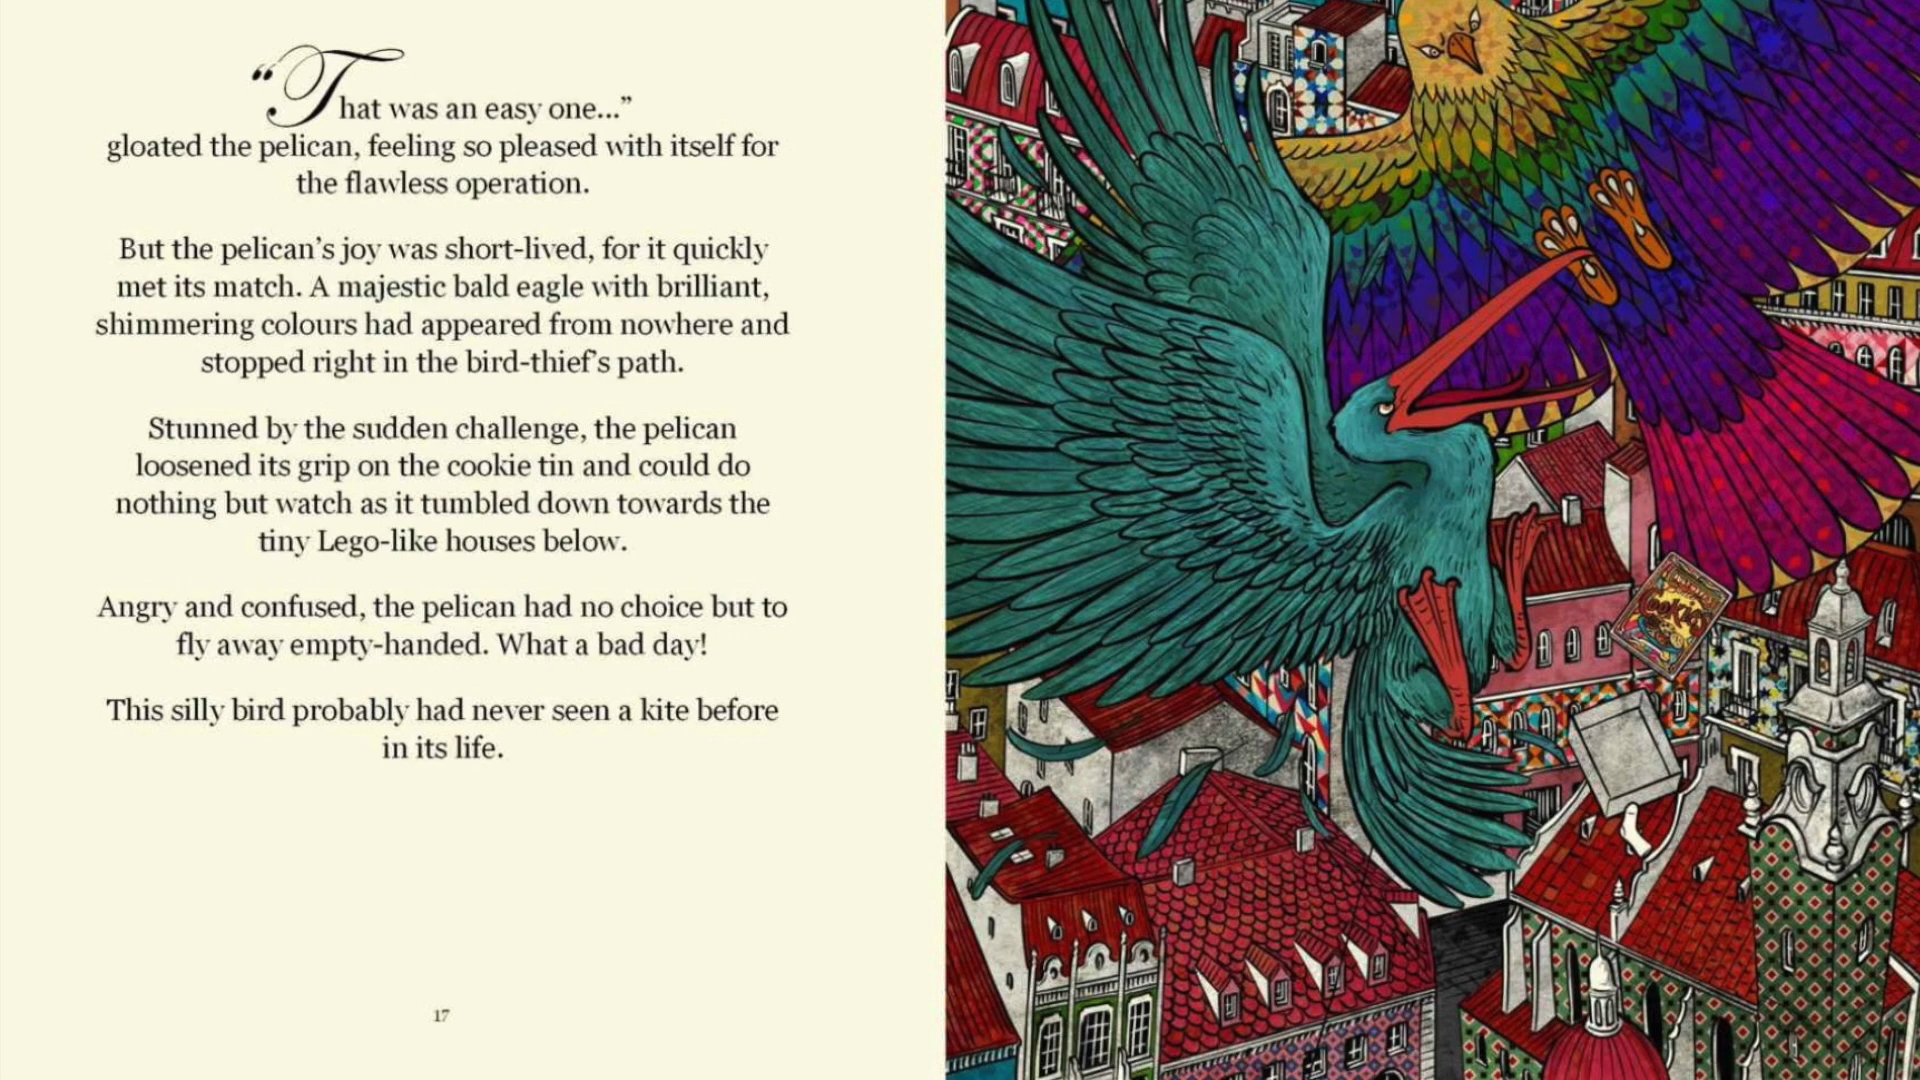 “That was an easy one...”
gloated the pelican, feeling so pleased with itself for
the flawless operation.
But the pelican’s joy was short-lived, for it quickly
met its match. A majestic bald eagle with brilliant,
shimmering colours had appeared from nowhere and
stopped right in the bird-thief’s path.
Stunned by the sudden challenge, the pelican
loosened its grip on the cookie tin and could do
nothing but watch as it tumbled down towards the
tiny Lego-like houses below.
Angry and confused, the pelican had no choice but to
fly away empty-handed. What a bad day!
This silly bird probably had never seen a kite before
in its life.
17
Cookies